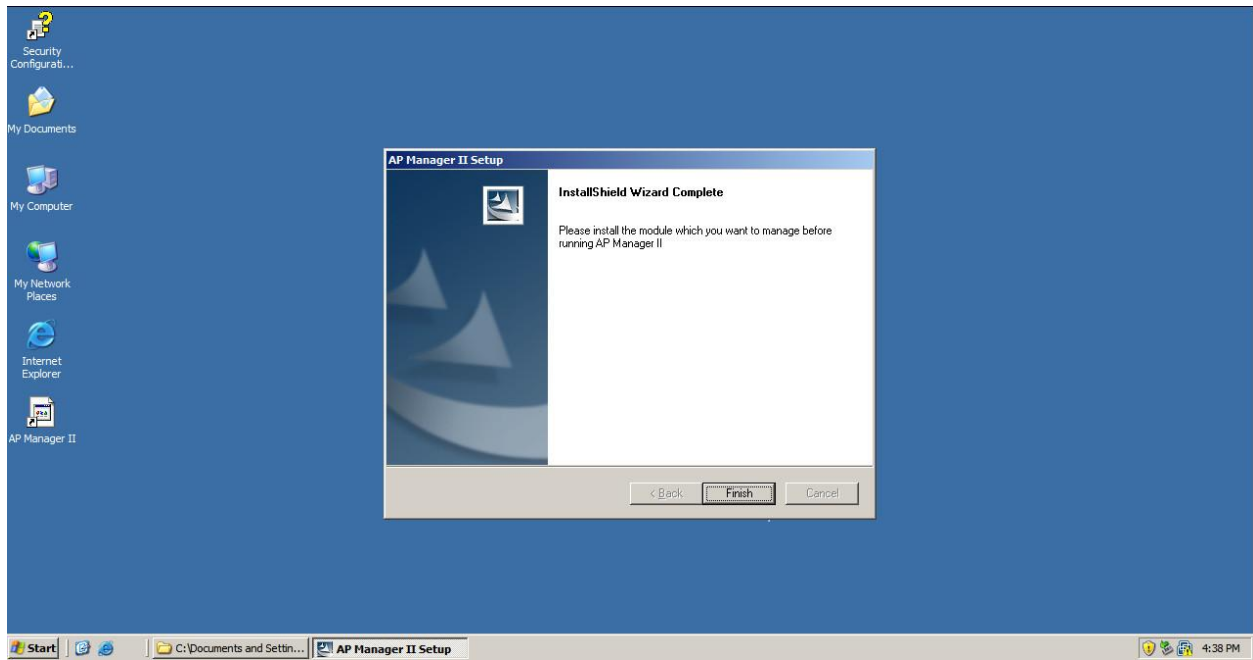 Security
Configurati...
My Documents
My Computer
My Network
Places
Internet
Explorer
AP Manager II
AP Manager II Setup
InstallShield Wizard Complete
Please install the module which you want to manage before
running AP Manager II
< Back
Finish
Cancel
Start
C:\Documents and Settin...
AP Manager II Setup
4:38 PM